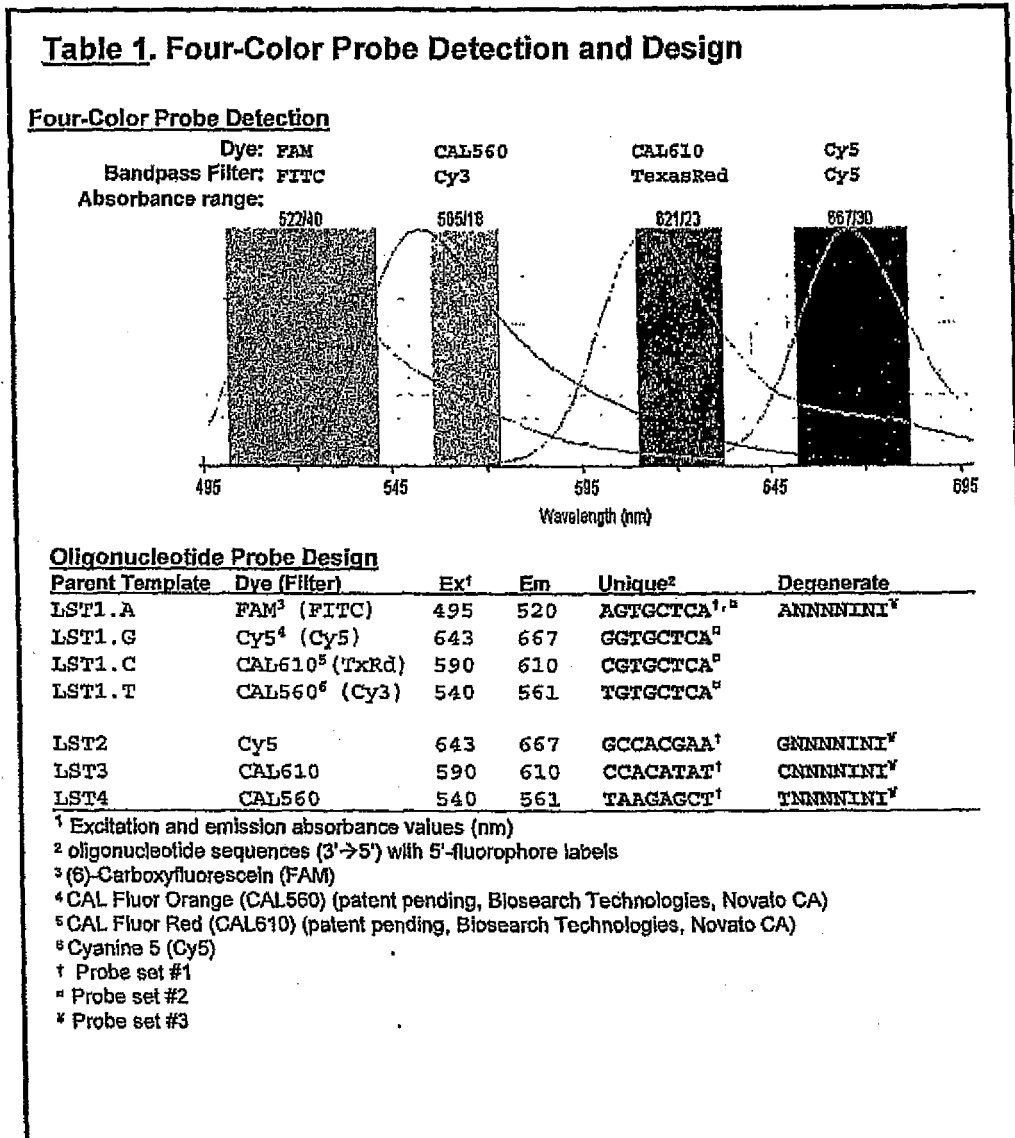 Table 1. Four-Color Probe Detection and Design
Four-Color Probe Detection
Dye: FAM CAL560 CAL610 Cy5
Bandpass Filter: FITC Cy3 TexasRed Cy5
Absorbance range:
522/40 565/18 621/23 667/30
495 545 595 645 695
Wavelength (nm)
Oligonucleotide Probe Design
Parent Template Dye (Filter) Ex† Em Unique² Degenerate
LST1.A FAM³ (FITC) 495 520 AGTGCTCA†,¤ ANNNNINI¥
LST1.G Cy5⁴ (Cy5) 643 667 GGTGCTCA¤
LST1.C CAL610⁵ (TxRd) 590 610 CGTGCTCA¤
LST1.T CAL560⁶ (Cy3) 540 561 TGTGCTCA¤
LST2 Cy5 643 667 GCCACGAA† GNNNNINI¥
LST3 CAL610 590 610 CCACATAT† CNNNNINI¥
LST4 CAL560 540 561 TAAGAGCT† TNNNNINI¥
¹ Excitation and emission absorbance values (nm)
² oligonucleotide sequences (3'→5') with 5'-fluorophore labels
³ (6)-Carboxyfluorescein (FAM)
⁴ CAL Fluor Orange (CAL560) (patent pending, Biosearch Technologies, Novato CA)
⁵ CAL Fluor Red (CAL610) (patent pending, Biosearch Technologies, Novato CA)
⁶ Cyanine 5 (Cy5)
† Probe set #1
¤ Probe set #2
¥ Probe set #3